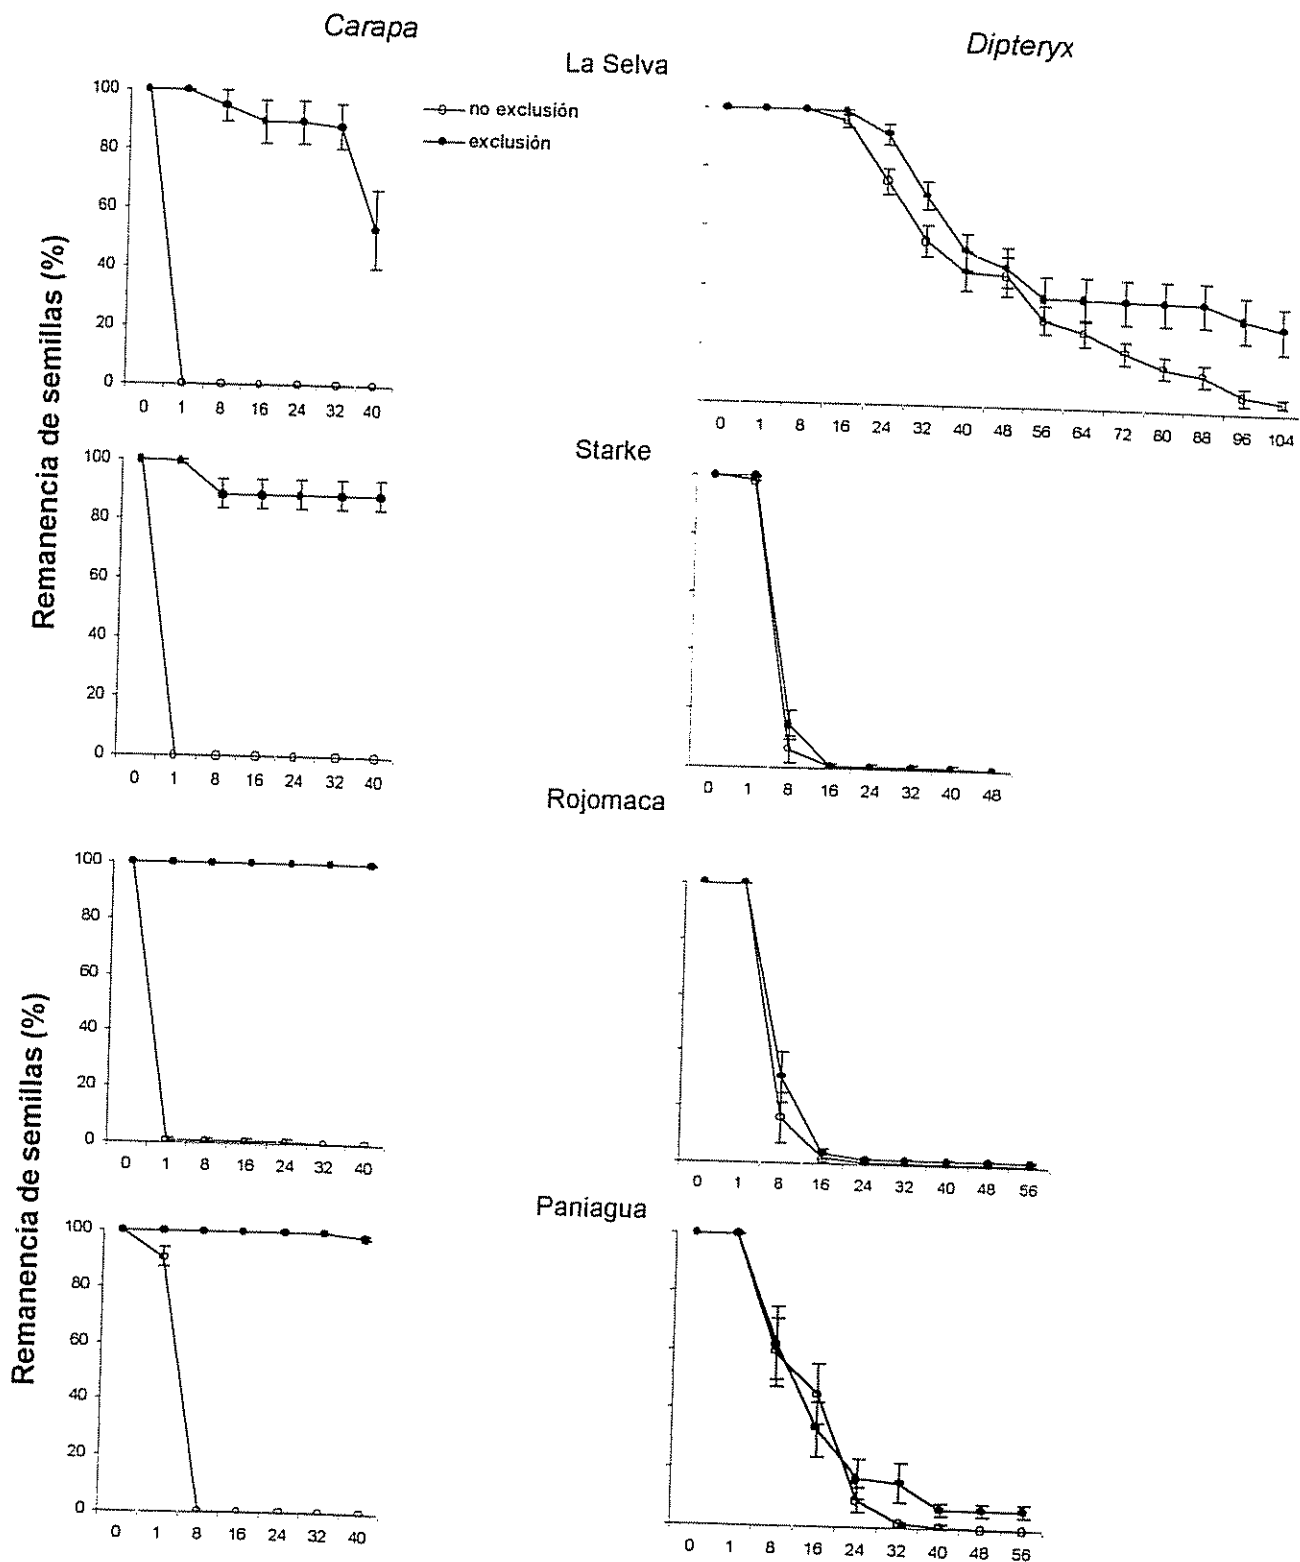 Carapa
Dipteryx
La Selva
no exclusión
exclusión
Remanencia de semillas (%)
100
80
60
40
20
0
0 1 8 16 24 32 40
0 1 8 16 24 32 40 48 56 64 72 80 88 96 104
Starke
100
80
60
40
20
0
0 1 8 16 24 32 40
0 1 8 16 24 32 40 48
Rojomaca
Remanencia de semillas (%)
100
80
60
40
20
0
0 1 8 16 24 32 40
0 1 8 16 24 32 40 48 56
Paniagua
100
80
60
40
20
0
0 1 8 16 24 32 40
0 1 8 16 24 32 40 48 56